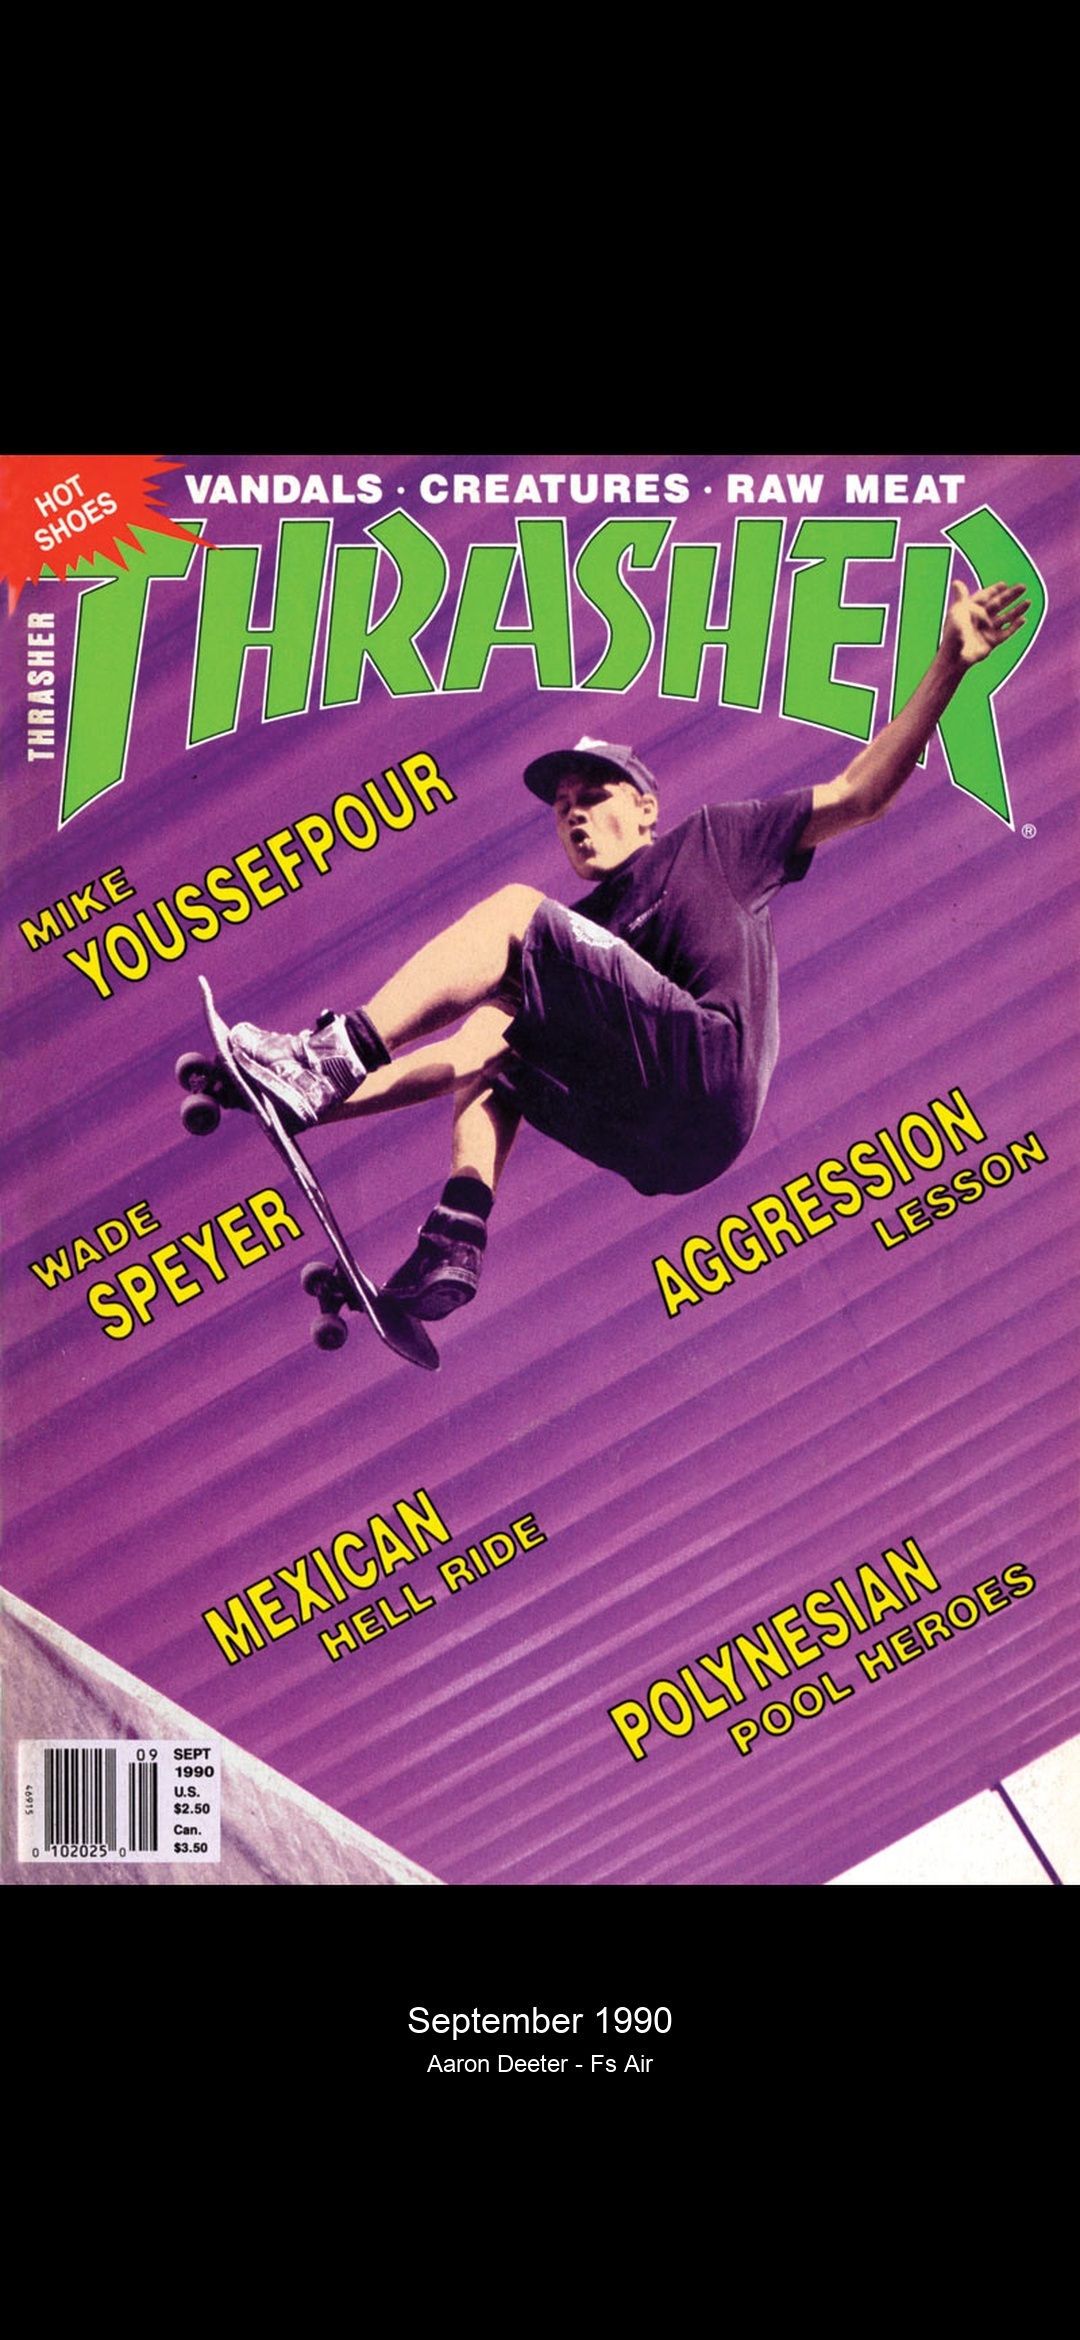 HOT
SHOES
VANDALS · CREATURES · RAW MEAT
THRASHER
THRASHER
®
MIKE
YOUSSEFPOUR
WADE
SPEYER
AGGRESSION
LESSON
MEXICAN
HELL RIDE
POLYNESIAN
POOL HEROES
09
46915
0 102025 0
SEPT
1990
U.S.
$2.50
Can.
$3.50
September 1990
Aaron Deeter - Fs Air